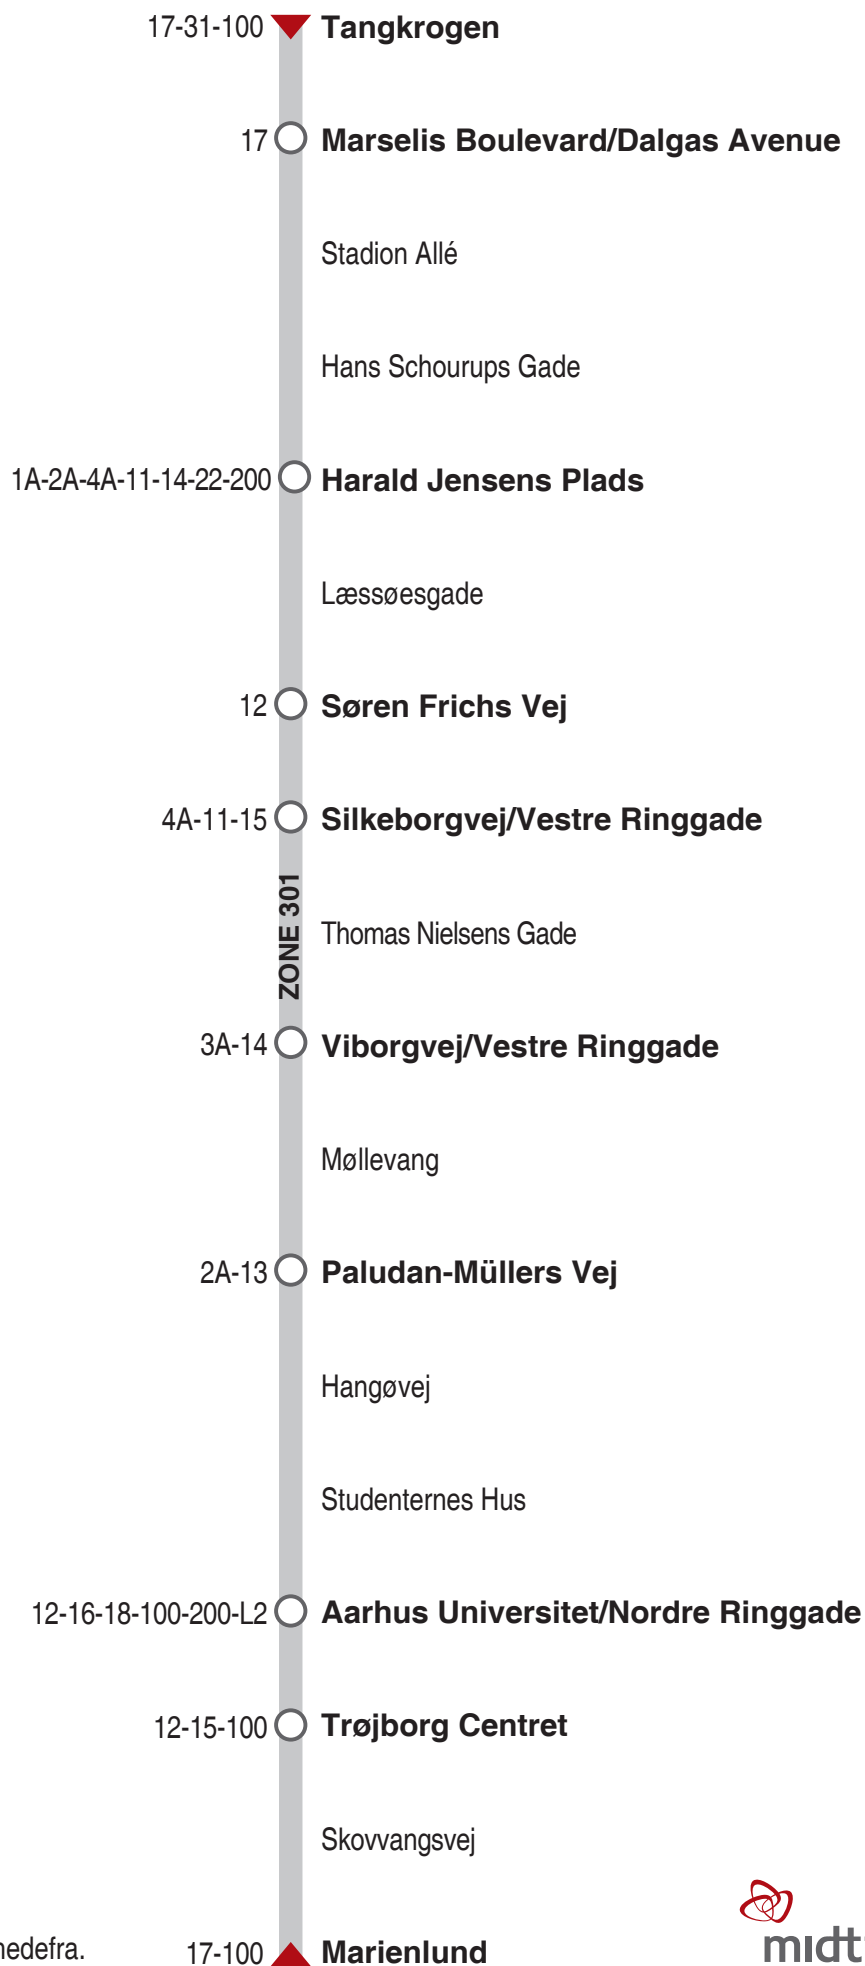 17-31-100 Tangkrogen
17 Marselis Boulevard/Dalgas Avenue
Stadion Allé
Hans Schourups Gade
1A-2A-4A-11-14-22-200 Harald Jensens Plads
Læssøesgade
12 Søren Frichs Vej
4A-11-15 Silkeborgvej/Vestre Ringgade
ZONE 301
Thomas Nielsens Gade
3A-14 Viborgvej/Vestre Ringgade
Møllevang
2A-13 Paludan-Müllers Vej
Hangøvej
Studenternes Hus
12-16-18-100-200-L2 Aarhus Universitet/Nordre Ringgade
12-15-100 Trøjborg Centret
Skovvangsvej
nedefra.
17-100 Marienlund
midt